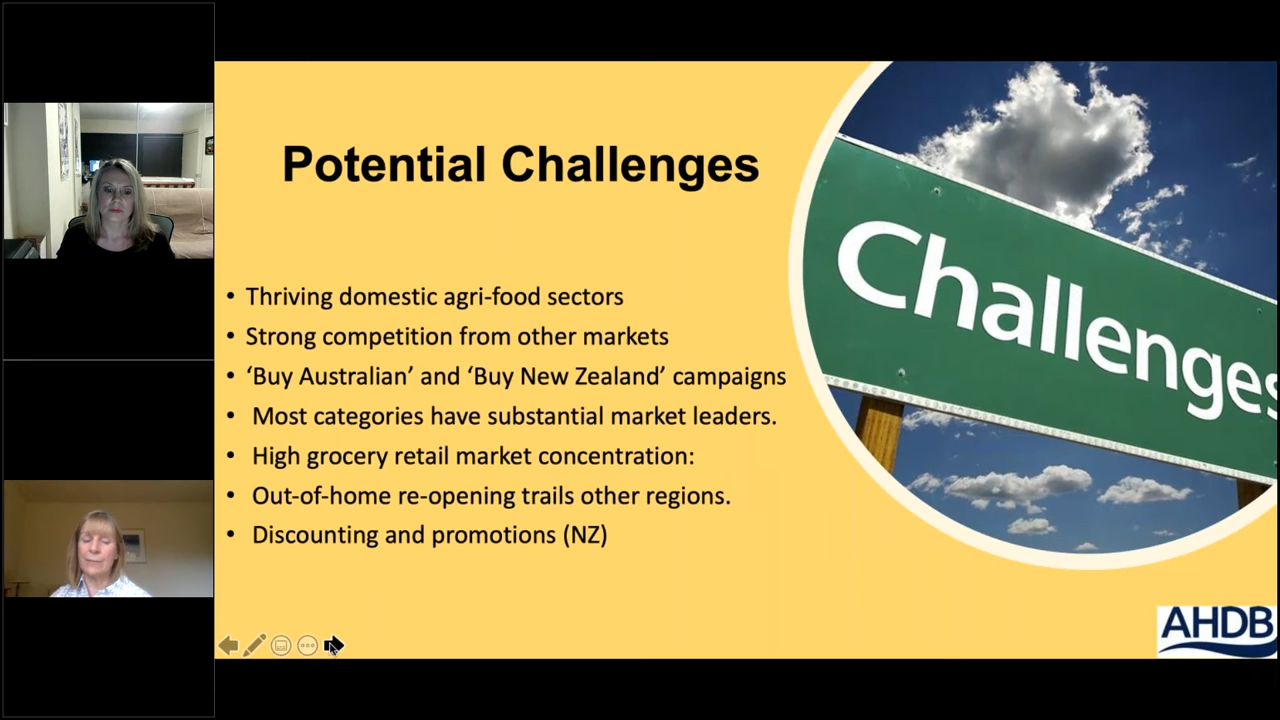 Potential Challenges
• Thriving domestic agri-food sectors
• Strong competition from other markets
• ‘Buy Australian’ and ‘Buy New Zealand’ campaigns
• Most categories have substantial market leaders.
• High grocery retail market concentration:
• Out-of-home re-opening trails other regions.
• Discounting and promotions (NZ)
Challenges
AHDB